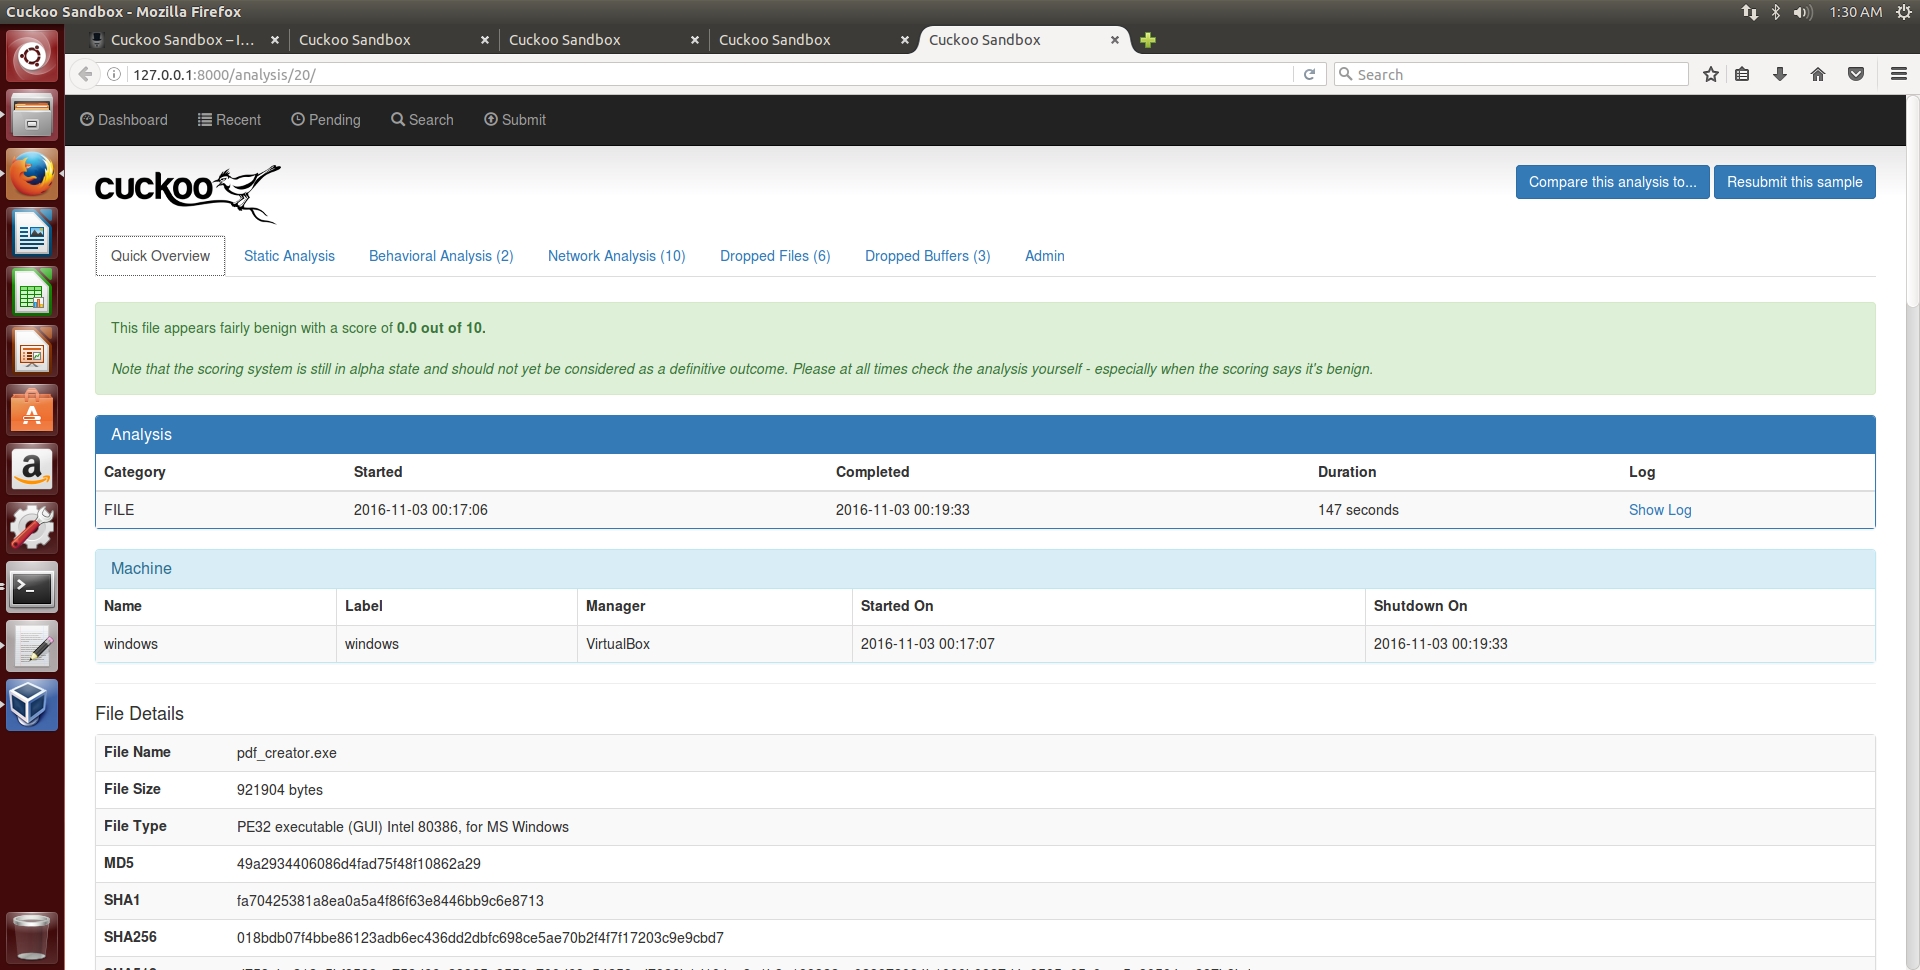 Cuckoo Sandbox - Mozilla Firefox 1:30 AM
Cuckoo Sandbox – I... Cuckoo Sandbox Cuckoo Sandbox Cuckoo Sandbox Cuckoo Sandbox
127.0.0.1:8000/analysis/20/ Search
Dashboard Recent Pending Search Submit
cuckoo Compare this analysis to... Resubmit this sample
Quick Overview Static Analysis Behavioral Analysis (2) Network Analysis (10) Dropped Files (6) Dropped Buffers (3) Admin
This file appears fairly benign with a score of 0.0 out of 10.
Note that the scoring system is still in alpha state and should not yet be considered as a definitive outcome. Please at all times check the analysis yourself - especially when the scoring says it's benign.
Analysis
Category Started Completed Duration Log
FILE 2016-11-03 00:17:06 2016-11-03 00:19:33 147 seconds Show Log
Machine
Name Label Manager Started On Shutdown On
windows windows VirtualBox 2016-11-03 00:17:07 2016-11-03 00:19:33
File Details
File Name pdf_creator.exe
File Size 921904 bytes
File Type PE32 executable (GUI) Intel 80386, for MS Windows
MD5 49a2934406086d4fad75f48f10862a29
SHA1 fa70425381a8ea0a5a4f86f63e8446bb9c6e8713
SHA256 018bdb07f4bbe86123adb6ec436dd2dbfc698ce5ae70b2f4f7f17203c9e9cbd7